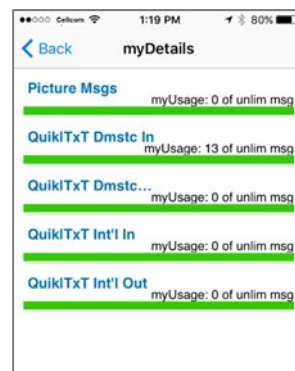 Cellcom 1:19 PM 80%
Back myDetails
Picture Msgs
myUsage: 0 of unlim msg
QuiklTxT Dmstc In
myUsage: 13 of unlim msg
QuiklTxT Dmstc...
myUsage: 0 of unlim msg
QuiklTxT Int'l In
myUsage: 0 of unlim msg
QuiklTxT Int'l Out
myUsage: 0 of unlim msg